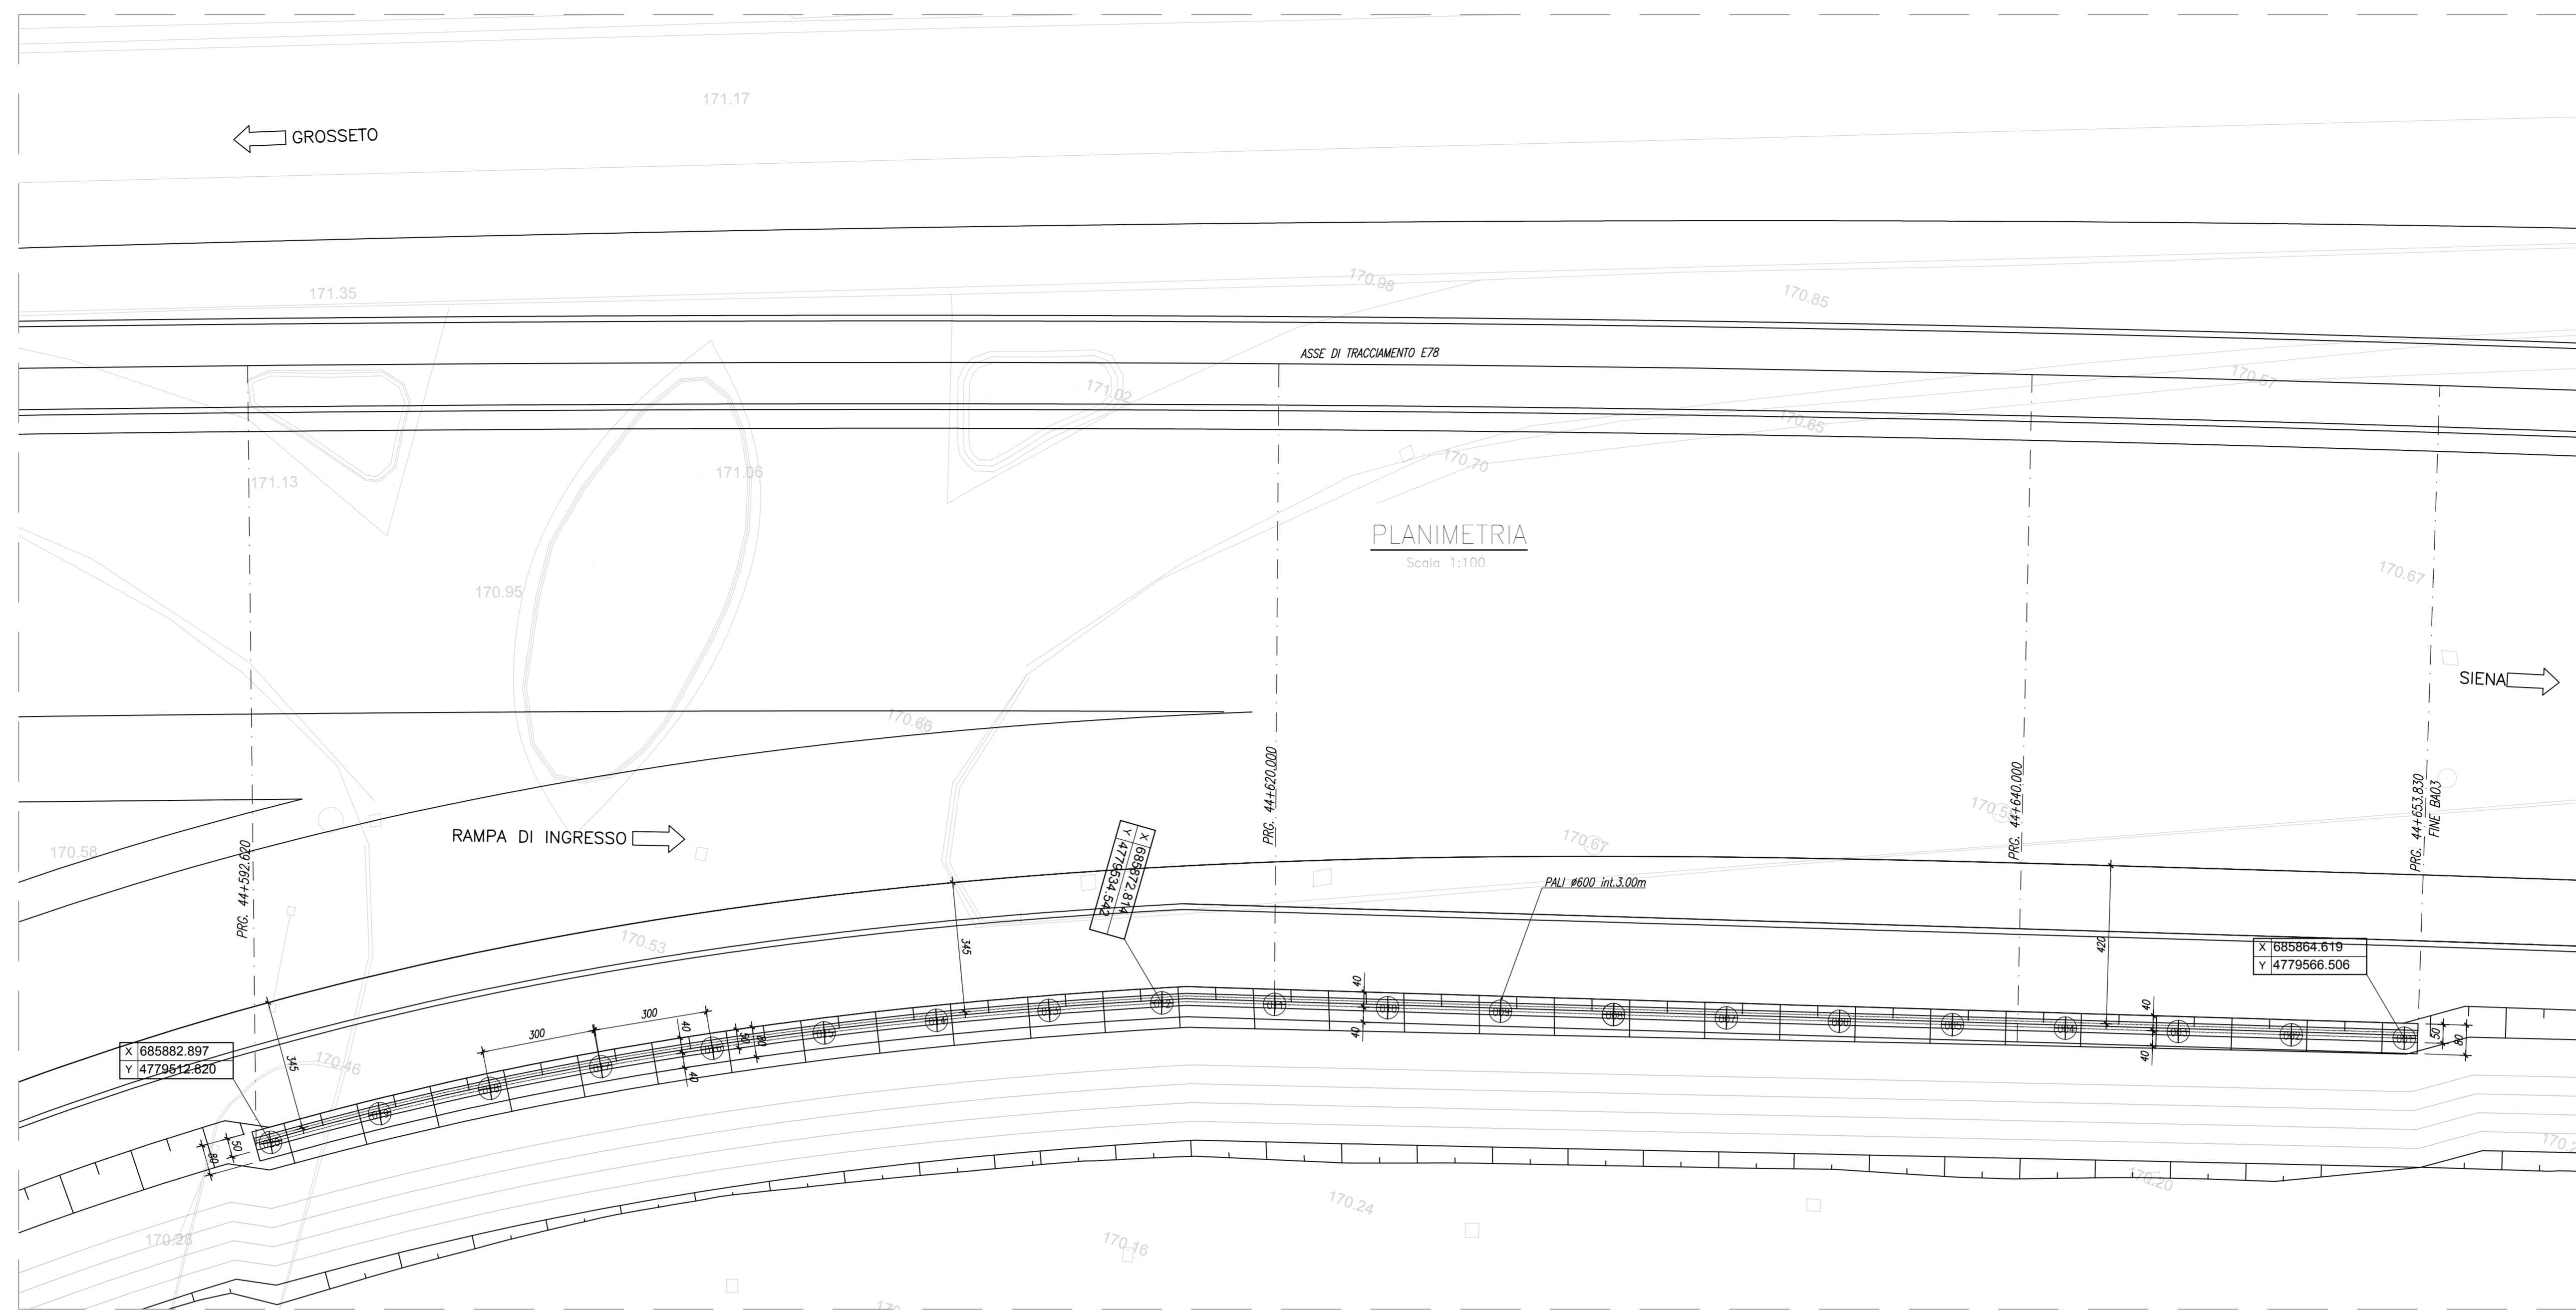 171.17
GROSSETO
171.35
170.98
170.85
ASSE DI TRACCIAMENTO E78
171.02
170.57
170.65
171.13
171.06
170.70
PLANIMETRIA
Scala 1:100
170.95
170.67
SIENA
170.66
PRG. 44+620.000
PRG. 44+640.000
PRG. 44+653.830
FINE BA03
RAMPA DI INGRESSO
170.58
PRG. 44+592.620
X 685872.814
Y 4779534.542
170.67
PALI ø600 int.3.00m
170.53
345
420
X 685864.619
Y 4779566.506
300
300
40
40
50
80
40
40
40
40
50
80
X 685882.897
Y 4779512.820
345
170.46
50
80
170.28
170.24
170.16
170.20